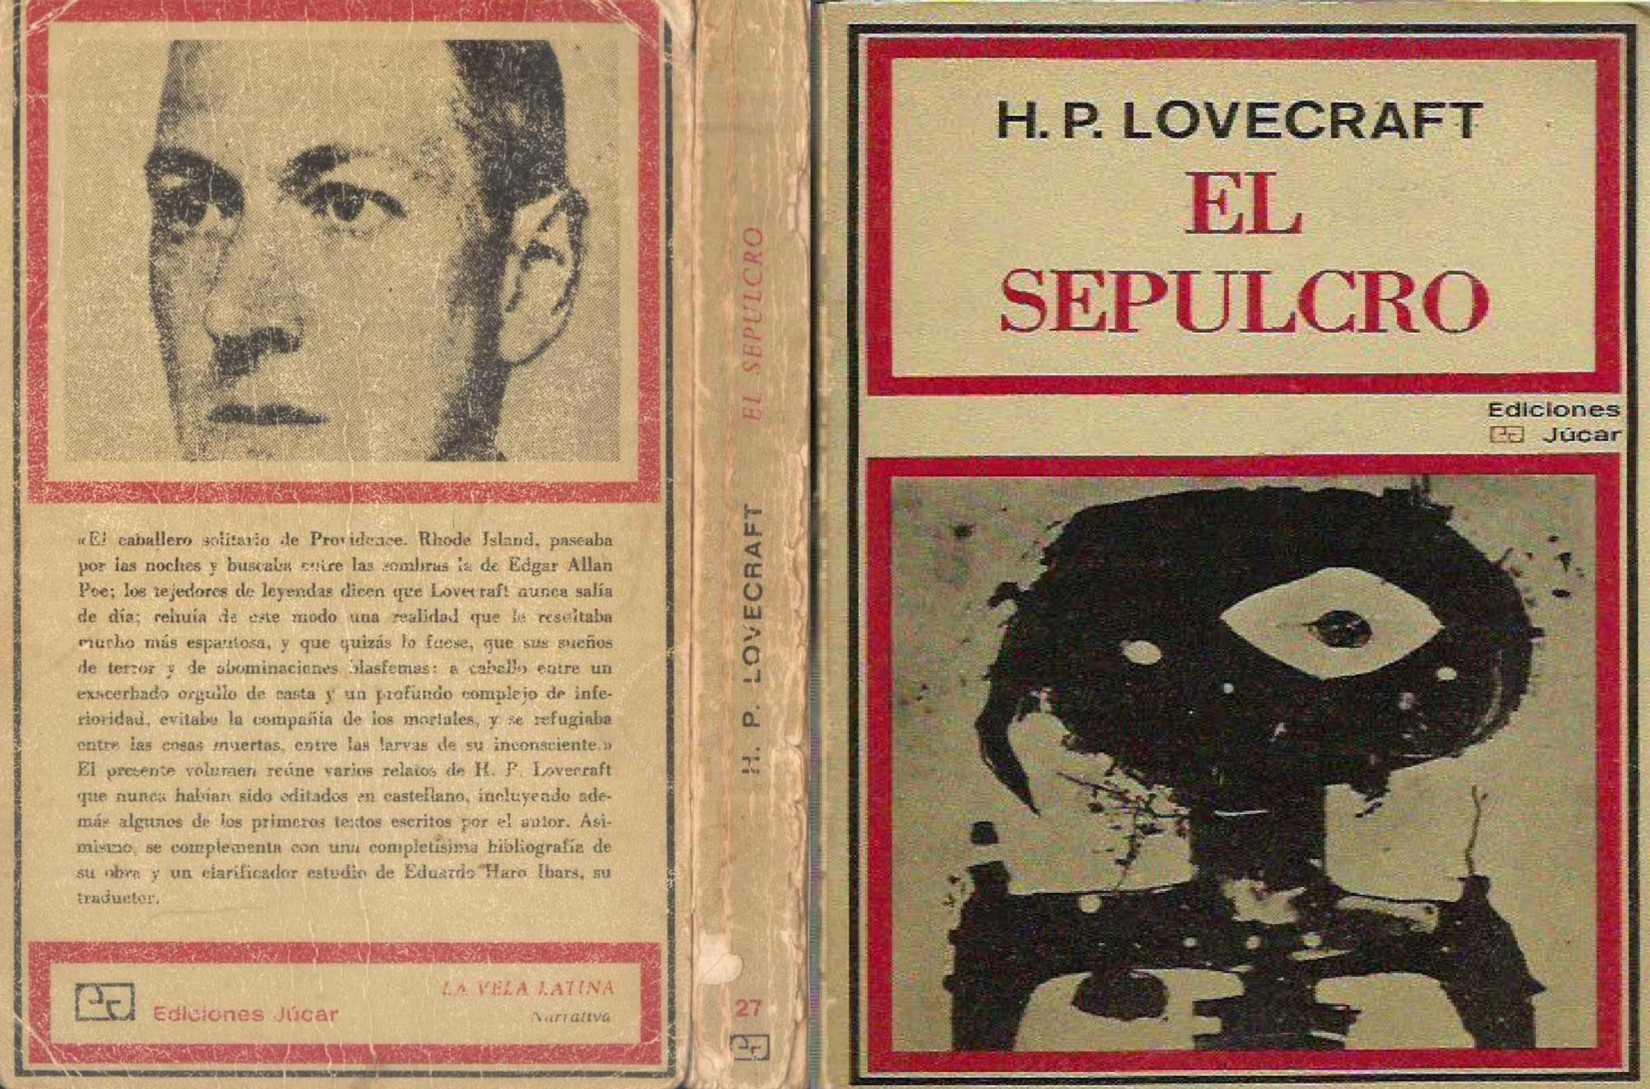 «El caballero solitario de Providence, Rhode Island, paseaba
por las noches y buscaba entre las sombras la de Edgar Allan
Poe; los tejedores de leyendas dicen que Lovecraft nunca salía
de día; rehuía de este modo una realidad que le resultaba
mucho más espantosa, y que quizás lo fuese, que sus sueños
de terror y de abominaciones blasfemas: a caballo entre un
exacerbado orgullo de casta y un profundo complejo de infe-
rioridad, evitaba la compañía de los mortales, y se refugiaba
entre las cosas muertas, entre las larvas de su inconsciente.»
El presente volumen reúne varios relatos de H. P. Lovecraft
que nunca habían sido editados en castellano, incluyendo ade-
más algunos de los primeros textos escritos por el autor. Asi-
mismo, se complementa con una completísima bibliografía de
su obra y un clarificador estudio de Eduardo Haro Ibars, su
traductor.
LA VELA LATINA
Narrativa
Ediciones Júcar
H. P. LOVECRAFT EL SEPULCRO
27
H. P. LOVECRAFT
EL
SEPULCRO
Ediciones
Júcar